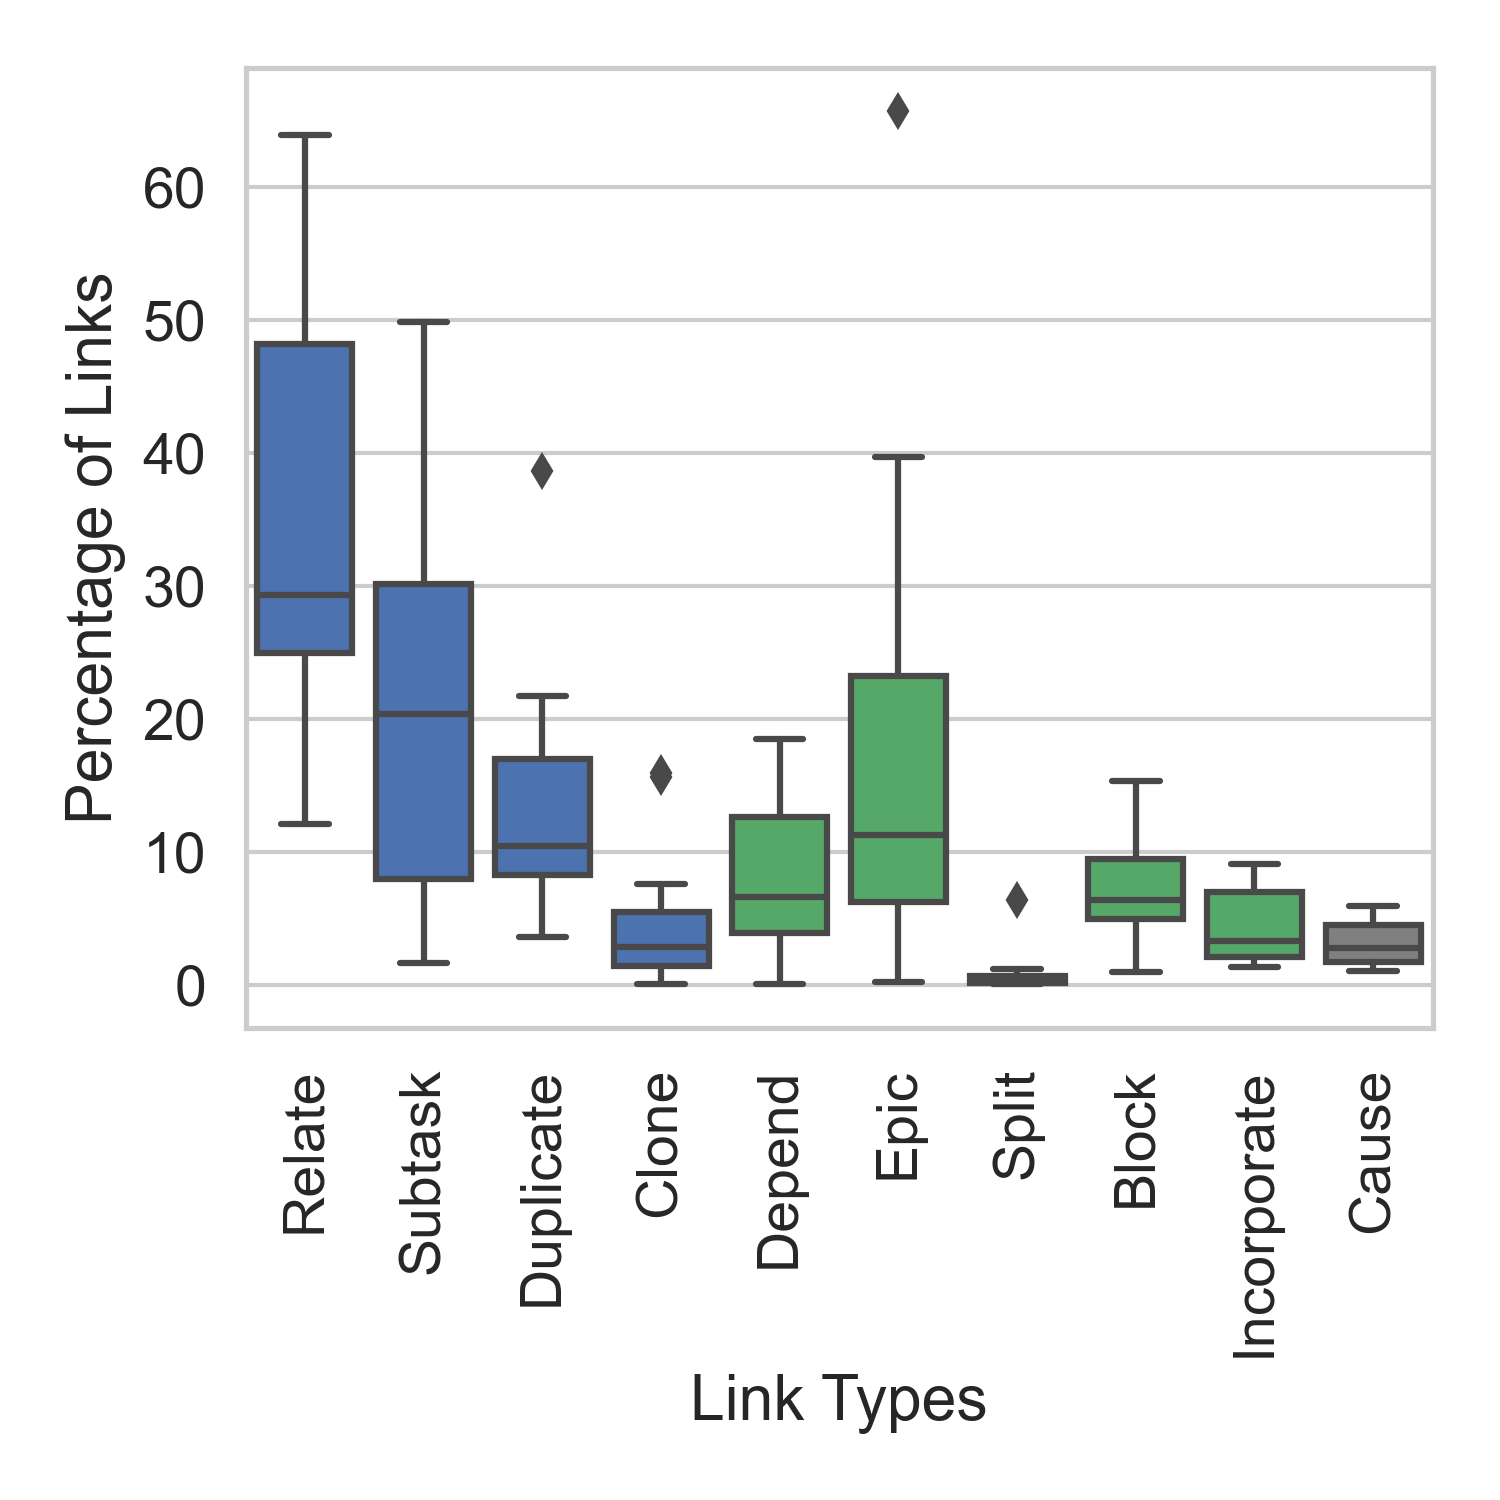 Percentage of Links
60
50
40
30
20
10
0
Relate
Subtask
Duplicate
Clone
Depend
Epic
Split
Block
Incorporate
Cause
Link Types